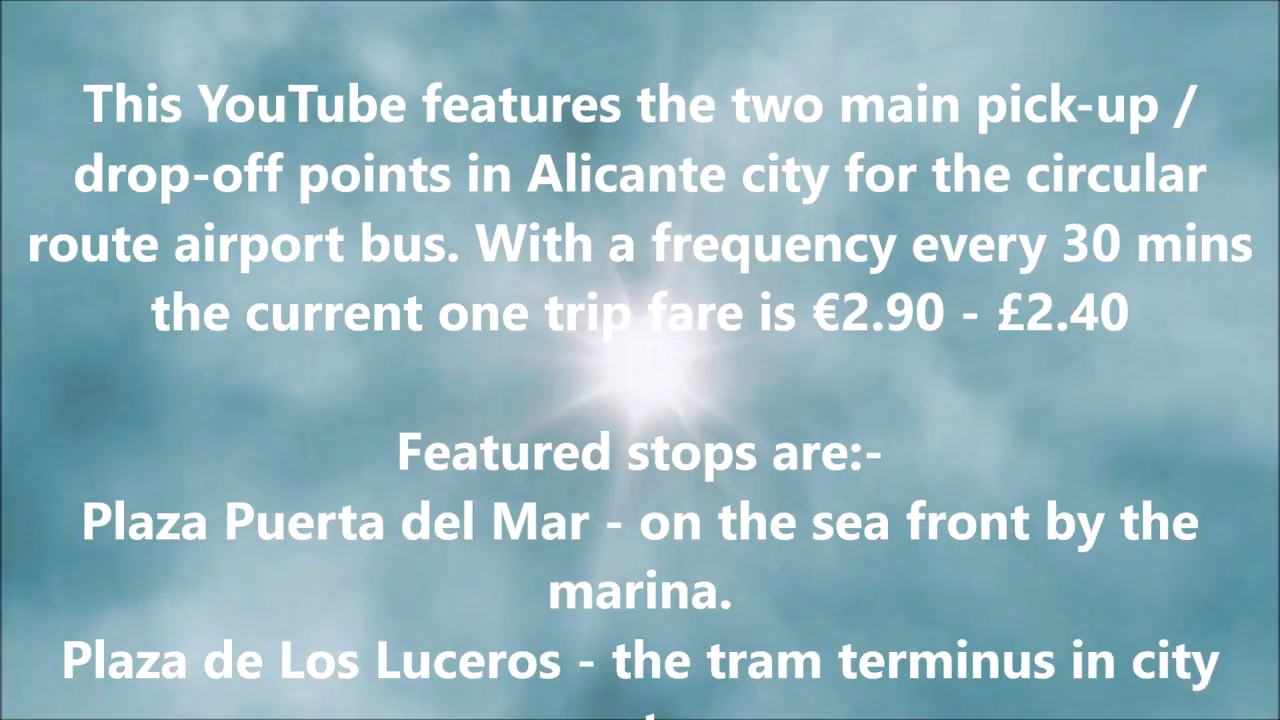 This YouTube features the two main pick-up /
drop-off points in Alicante city for the circular
route airport bus. With a frequency every 30 mins
the current one trip fare is €2.90 - £2.40
Featured stops are:-
Plaza Puerta del Mar - on the sea front by the
marina.
Plaza de Los Luceros - the tram terminus in city